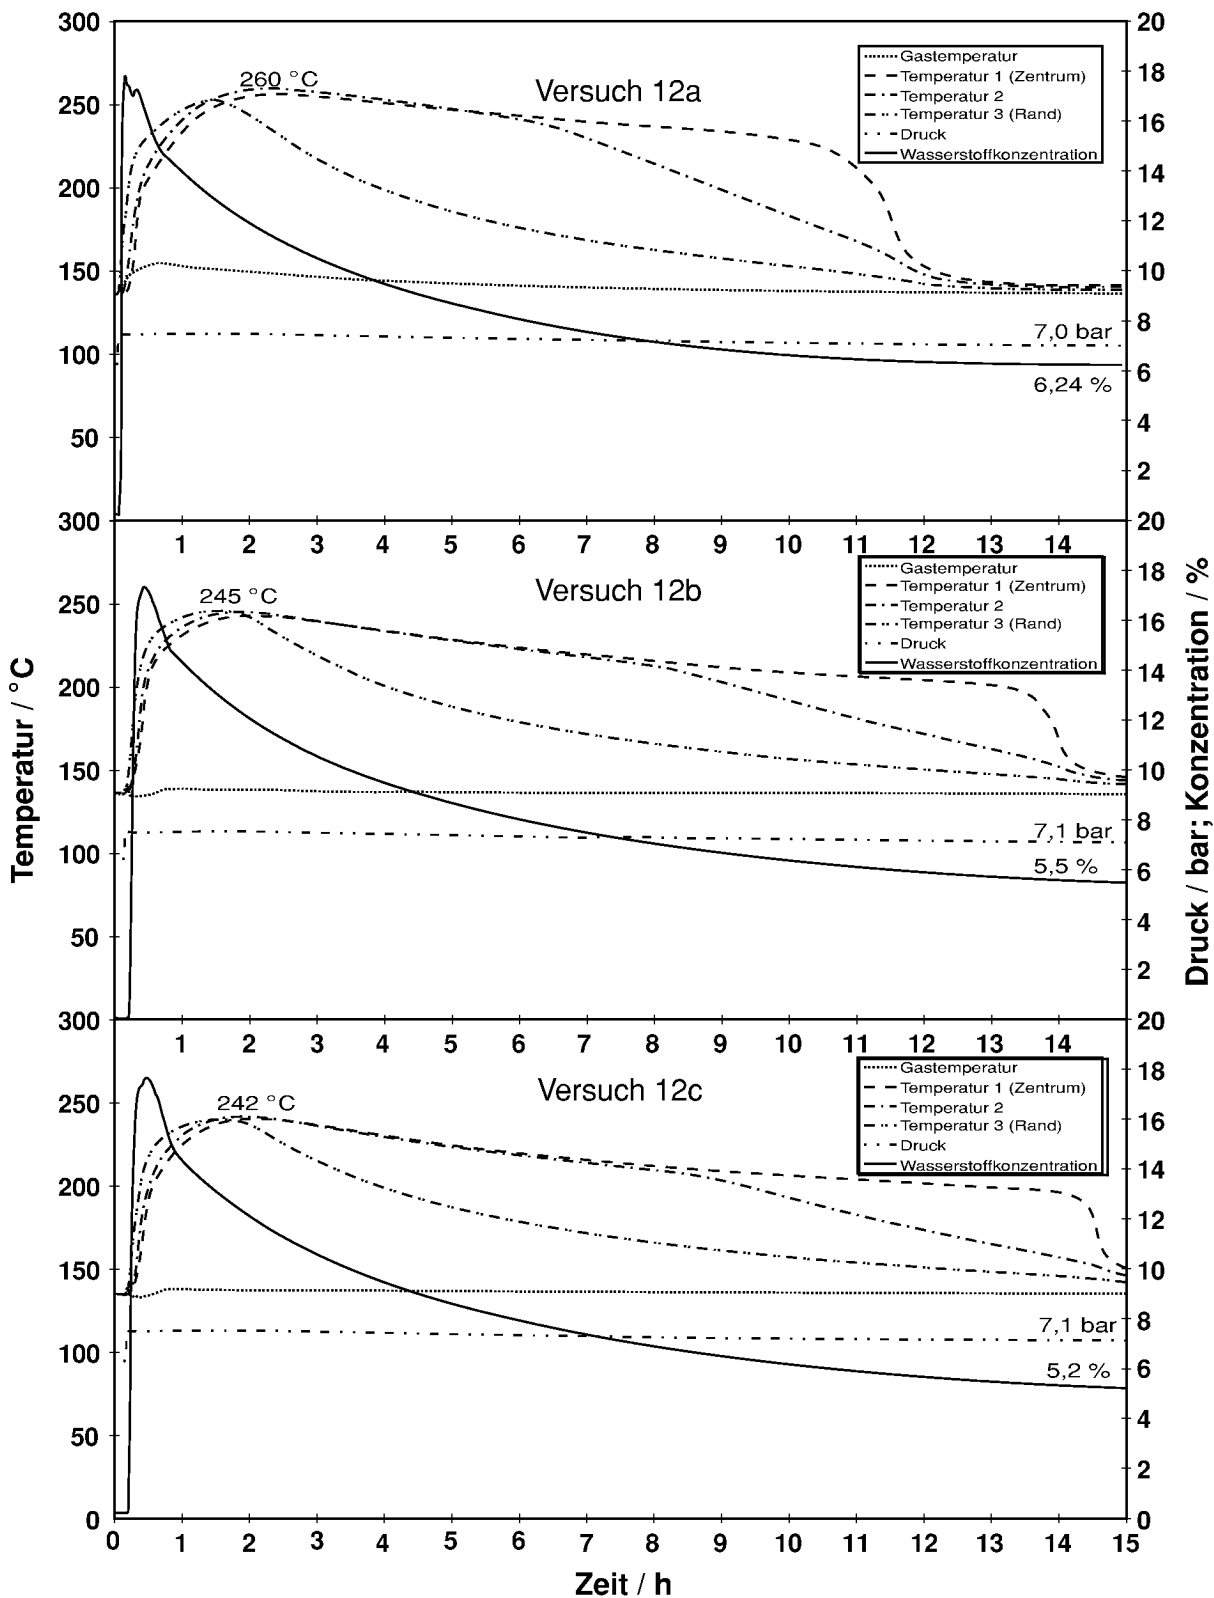 300
250
200
150
100
50
300
20
18
16
14
12
10
8
6
4
2
20
260 °C
Versuch 12a
Gastemperatur
Temperatur 1 (Zentrum)
Temperatur 2
Temperatur 3 (Rand)
Druck
Wasserstoffkonzentration
7,0 bar
6,24 %
1 2 3 4 5 6 7 8 9 10 11 12 13 14
250
200
150
100
50
300
18
16
14
12
10
8
6
4
2
20
245 °C
Versuch 12b
Gastemperatur
Temperatur 1 (Zentrum)
Temperatur 2
Temperatur 3 (Rand)
Druck
Wasserstoffkonzentration
7,1 bar
5,5 %
Temperatur / °C
Druck / bar; Konzentration / %
1 2 3 4 5 6 7 8 9 10 11 12 13 14
250
200
150
100
50
0
18
16
14
12
10
8
6
4
2
0
242 °C
Versuch 12c
Gastemperatur
Temperatur 1 (Zentrum)
Temperatur 2
Temperatur 3 (Rand)
Druck
Wasserstoffkonzentration
7,1 bar
5,2 %
0 1 2 3 4 5 6 7 8 9 10 11 12 13 14 15
Zeit / h